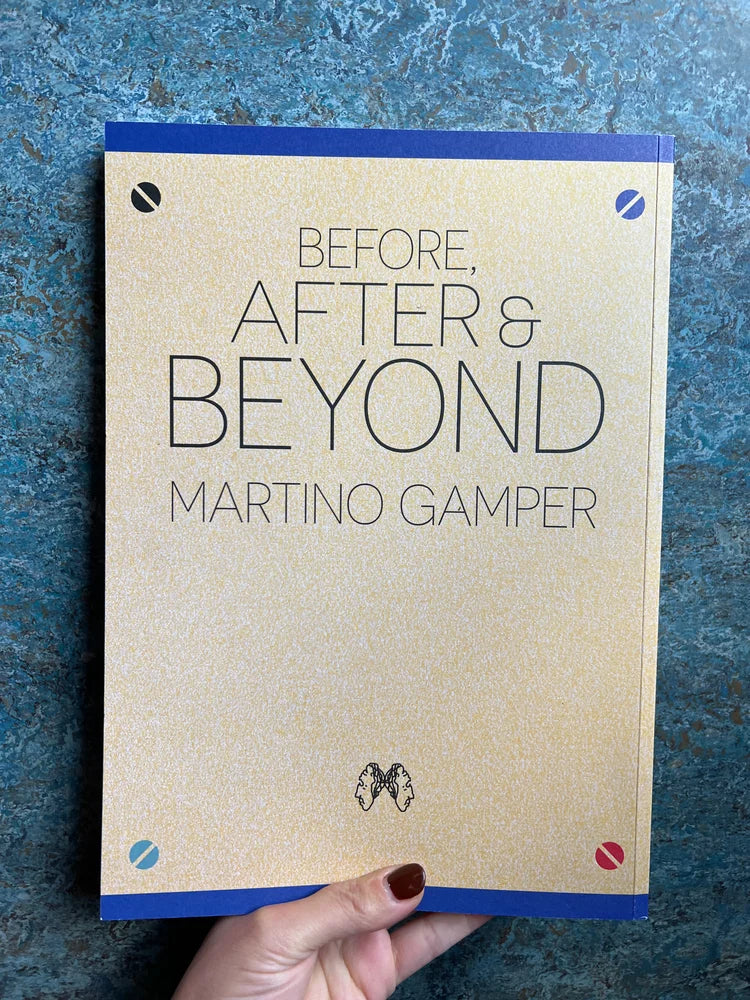 BEFORE,
AFTER &
BEYOND
MARTINO GAMPER